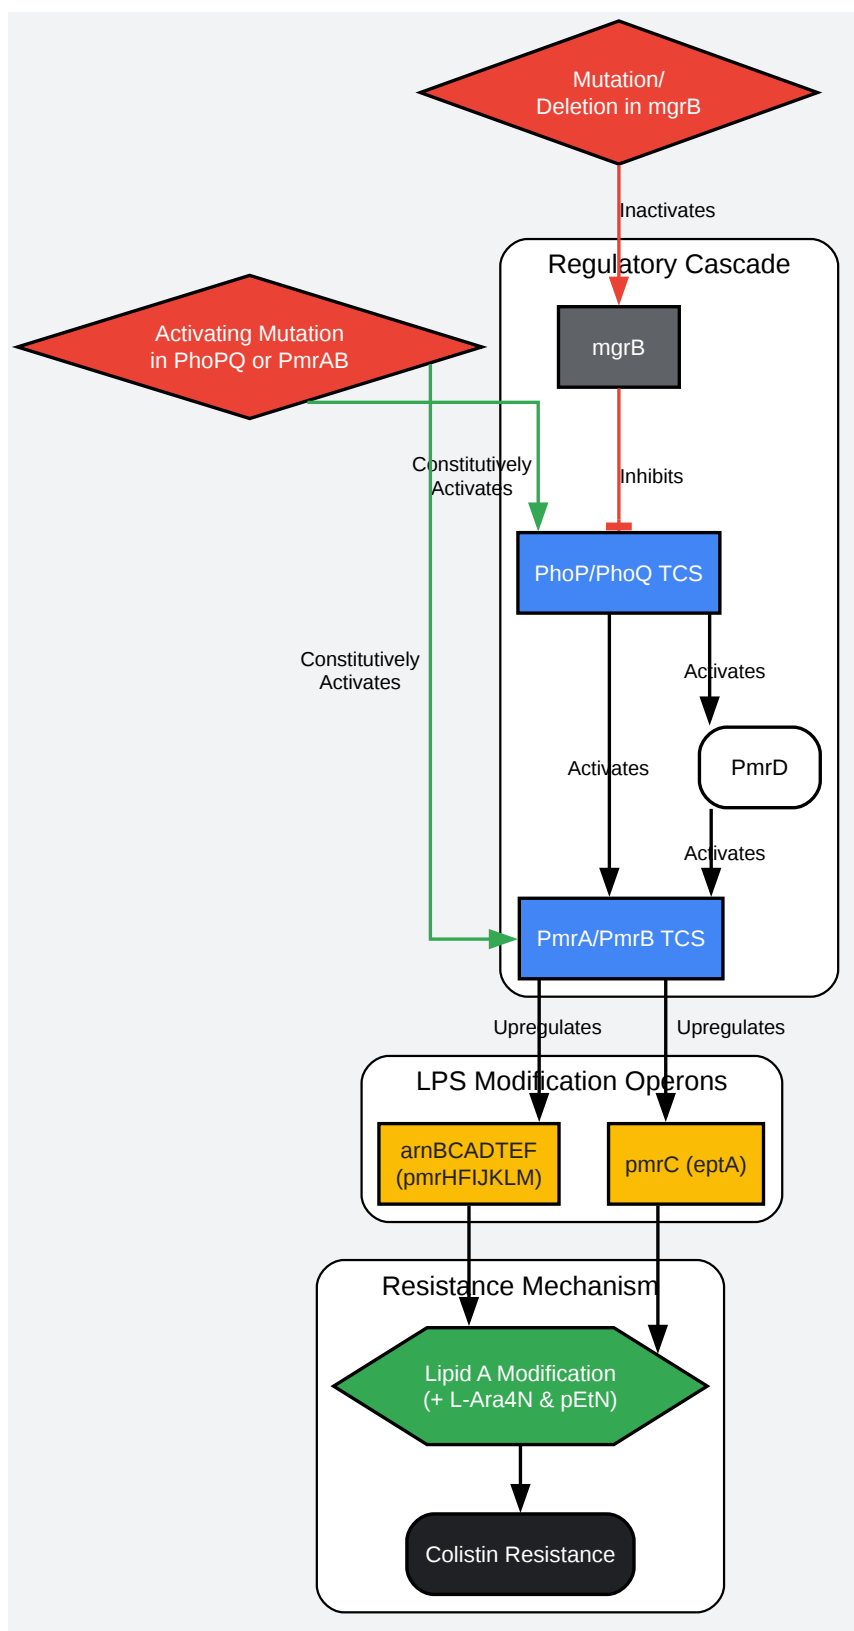 Mutation/
Deletion in mgrB
Inactivates
Regulatory Cascade
Activating Mutation
in PhoPQ or PmrAB
mgrB
Constitutively
Activates
Inhibits
PhoP/PhoQ TCS
Constitutively
Activates
Activates
Activates
PmrD
Activates
PmrA/PmrB TCS
Upregulates
Upregulates
LPS Modification Operons
arnBCADTEF
(pmrHFIJKLM)
pmrC (eptA)
Resistance Mechanism
Lipid A Modification
(+ L-Ara4N & pEtN)
Colistin Resistance